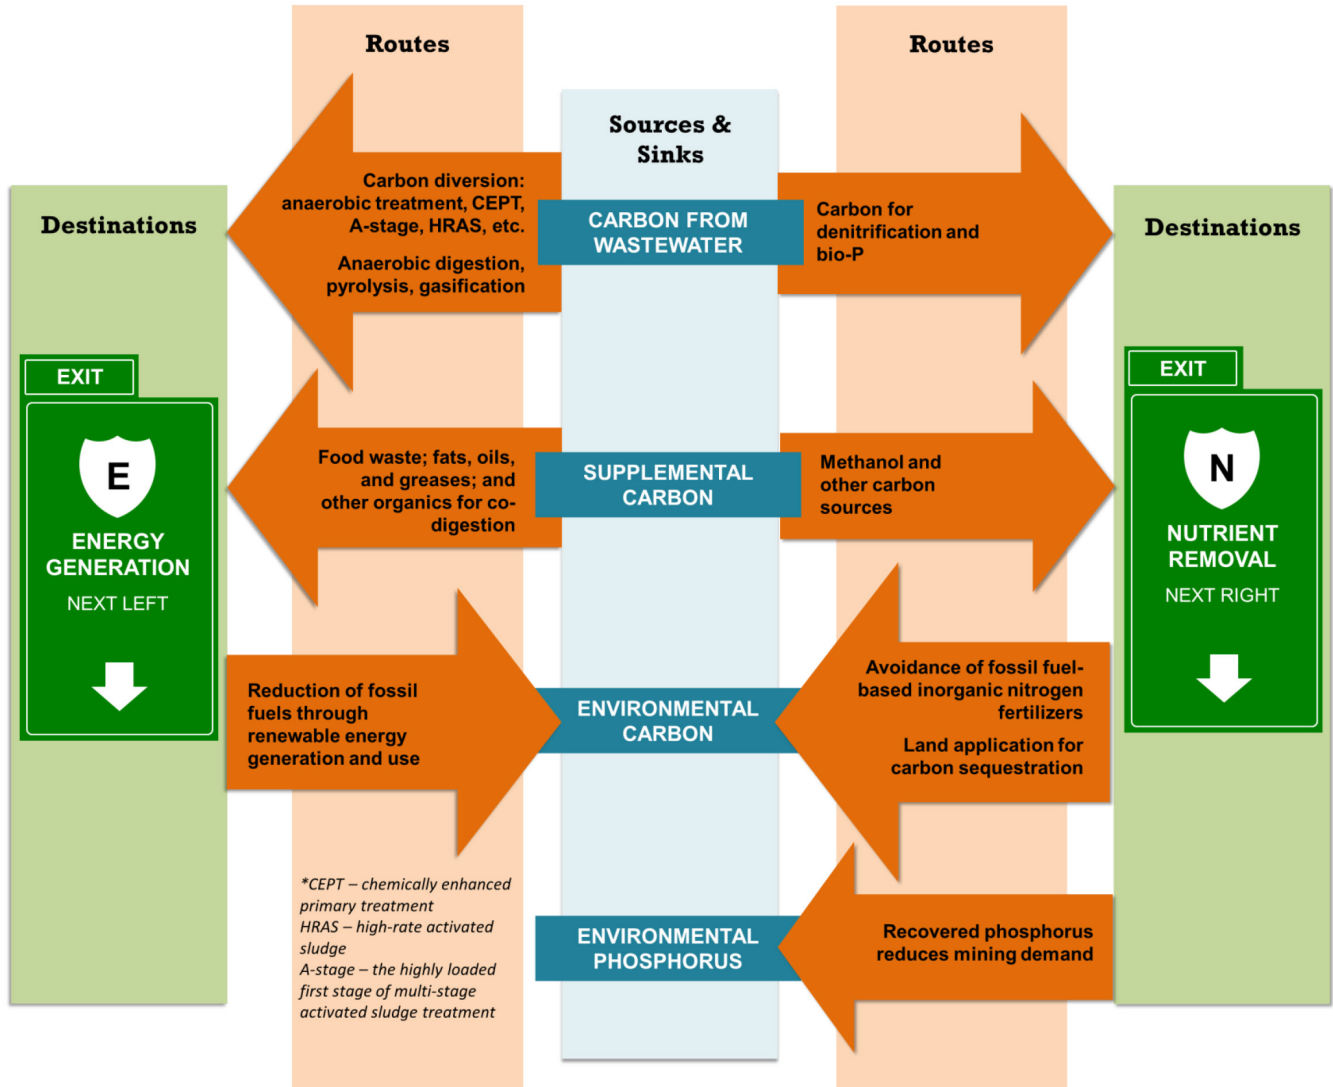 Routes
Routes
Sources &
Sinks
Destinations
Destinations
Carbon diversion:
anaerobic treatment, CEPT,
A-stage, HRAS, etc.
Anaerobic digestion,
pyrolysis, gasification
CARBON FROM
WASTEWATER
Carbon for
denitrification and
bio-P
EXIT
E
ENERGY
GENERATION
NEXT LEFT
Food waste; fats, oils,
and greases; and
other organics for co-
digestion
SUPPLEMENTAL
CARBON
Methanol and
other carbon
sources
EXIT
N
NUTRIENT
REMOVAL
NEXT RIGHT
Reduction of fossil
fuels through
renewable energy
generation and use
ENVIRONMENTAL
CARBON
Avoidance of fossil fuel-
based inorganic nitrogen
fertilizers
Land application for
carbon sequestration
*CEPT – chemically enhanced
primary treatment
HRAS – high-rate activated
sludge
A-stage – the highly loaded
first stage of multi-stage
activated sludge treatment
ENVIRONMENTAL
PHOSPHORUS
Recovered phosphorus
reduces mining demand